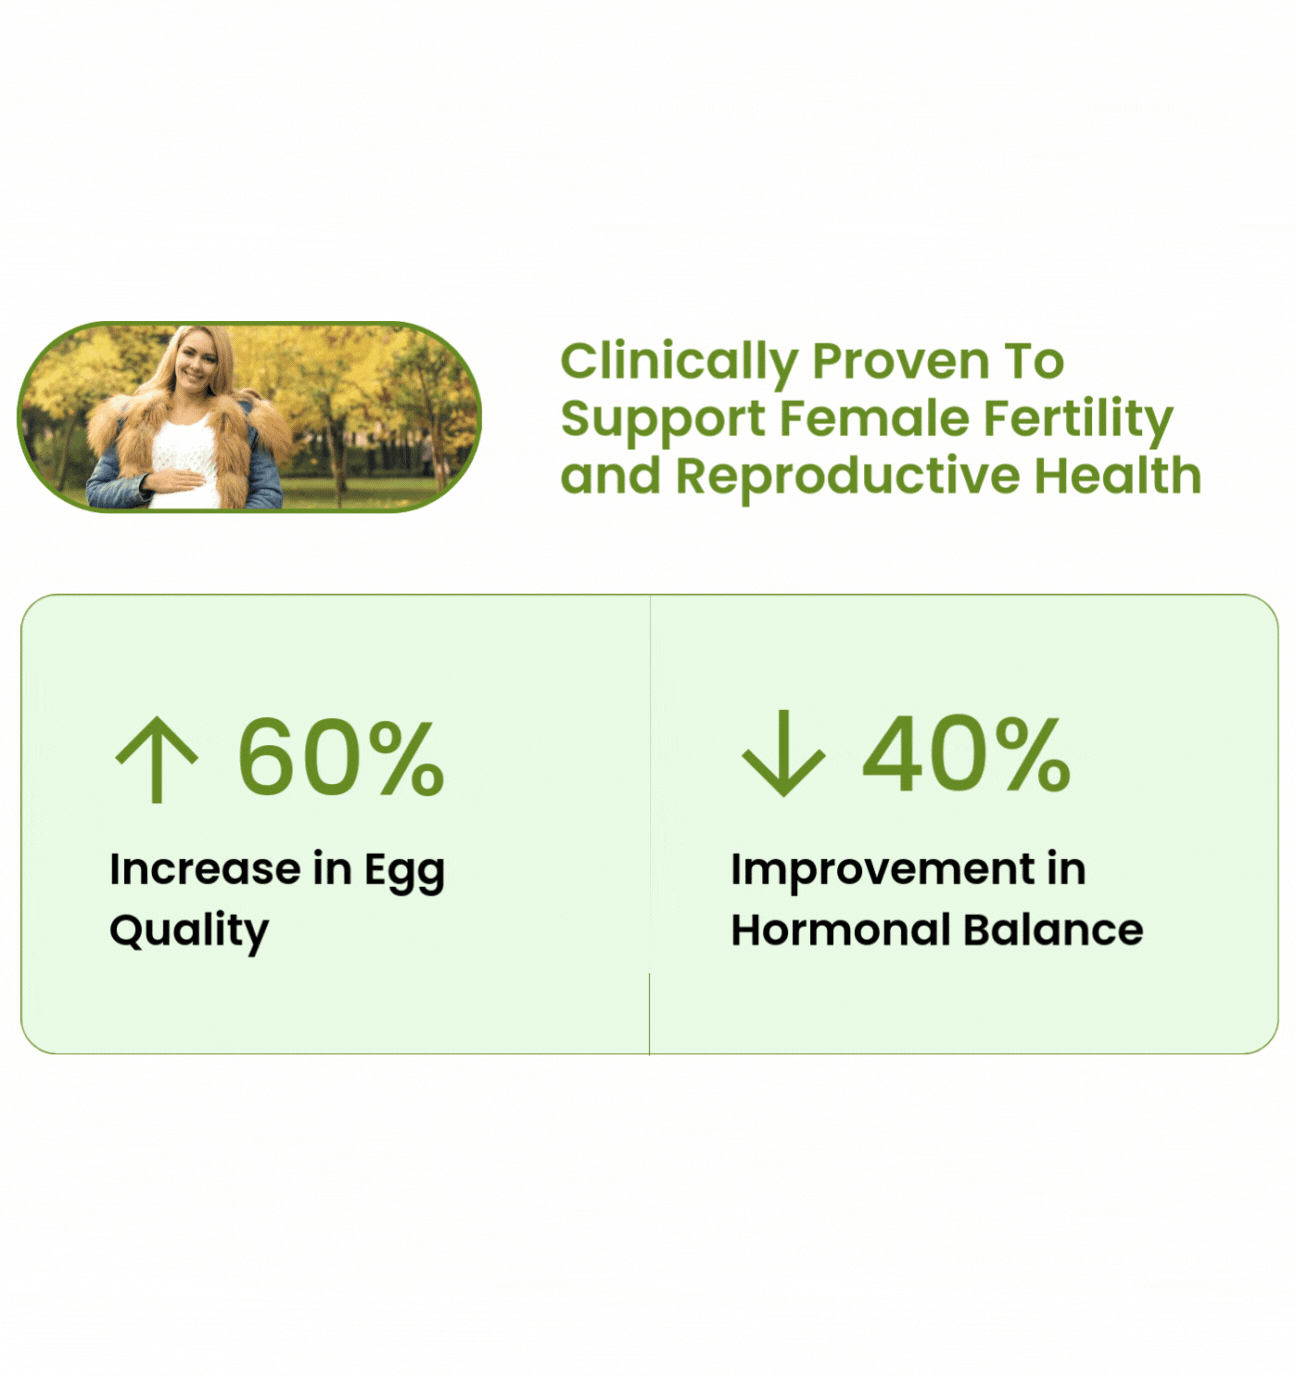 Clinically Proven To
Support Female Fertility
and Reproductive Health
↑ 60%
Increase in Egg
Quality
↓ 40%
Improvement in
Hormonal Balance